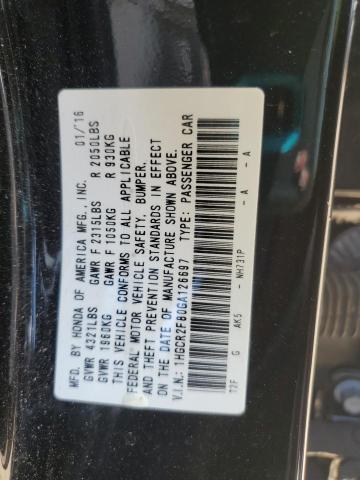 MFD. BY HONDA OF AMERICA MFG., INC. 01/16
GVWR 4321LBS GAWR F 2315LBS R 2050LBS
GVWR 1960KG GAWR F 1050KG R 930KG
THIS VEHICLE CONFORMS TO ALL APPLICABLE
FEDERAL MOTOR VEHICLE SAFETY, BUMPER,
AND THEFT PREVENTION STANDARDS IN EFFECT
ON THE DATE OF MANUFACTURE SHOWN ABOVE.
V.I.N.: 1HGCR2FB0GA126697 TYPE: PASSENGER CAR
T2F G AK5 - NH731P - A - A